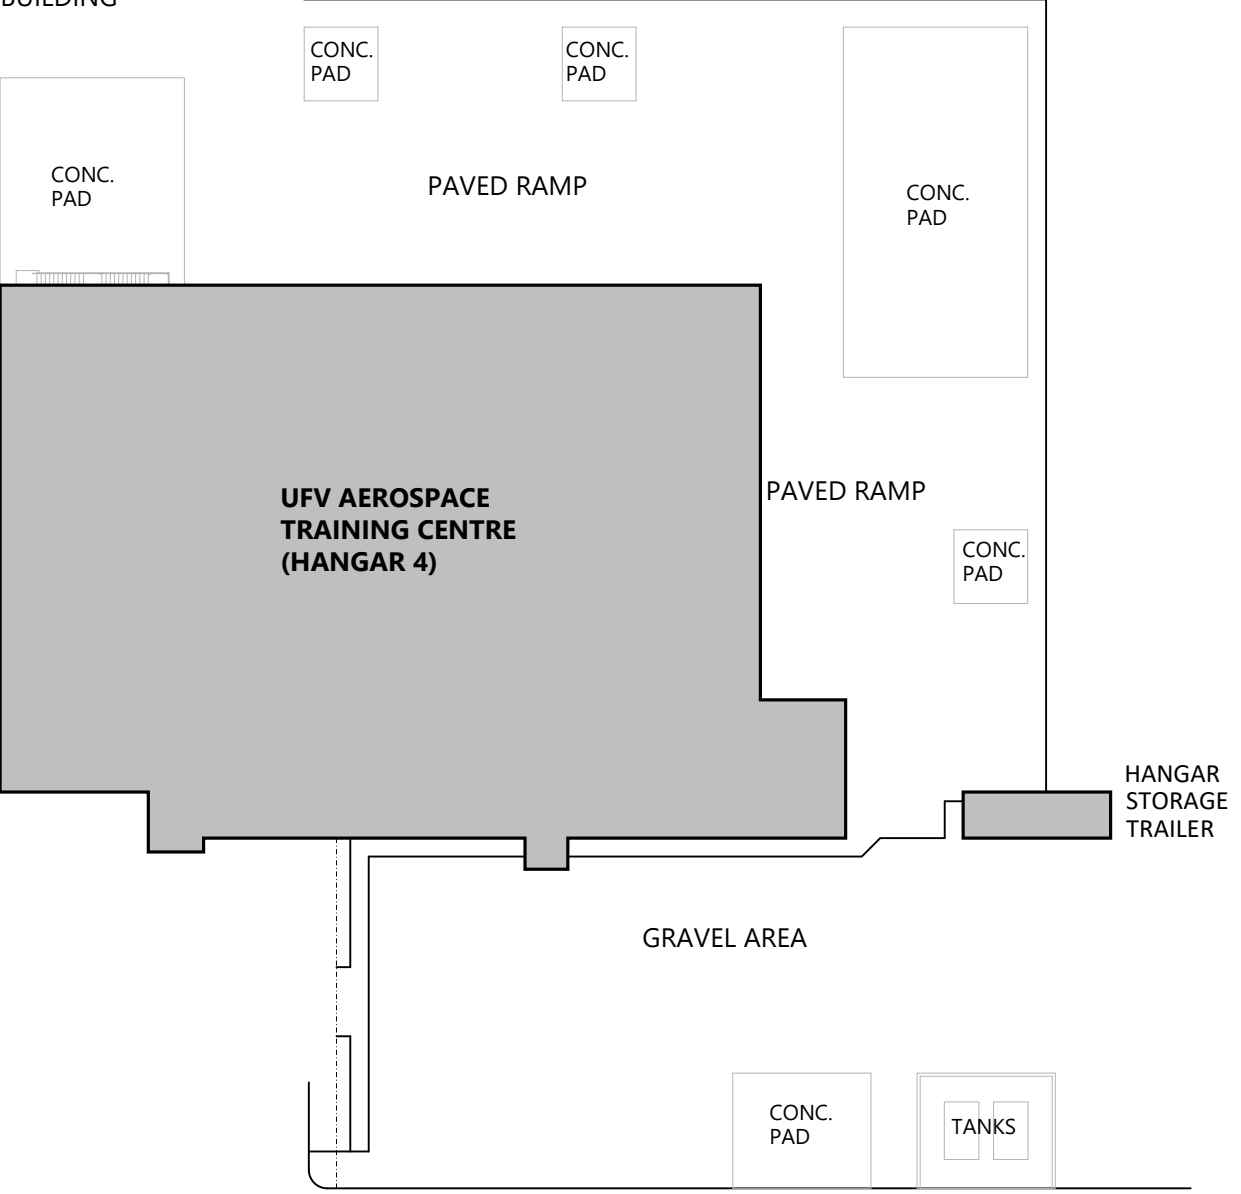 BUILDING
CONC.
PAD
CONC.
PAD
CONC.
PAD
PAVED RAMP
CONC.
PAD
UFV AEROSPACE
TRAINING CENTRE
(HANGAR 4)
PAVED RAMP
CONC.
PAD
HANGAR
STORAGE
TRAILER
GRAVEL AREA
CONC.
PAD
TANKS